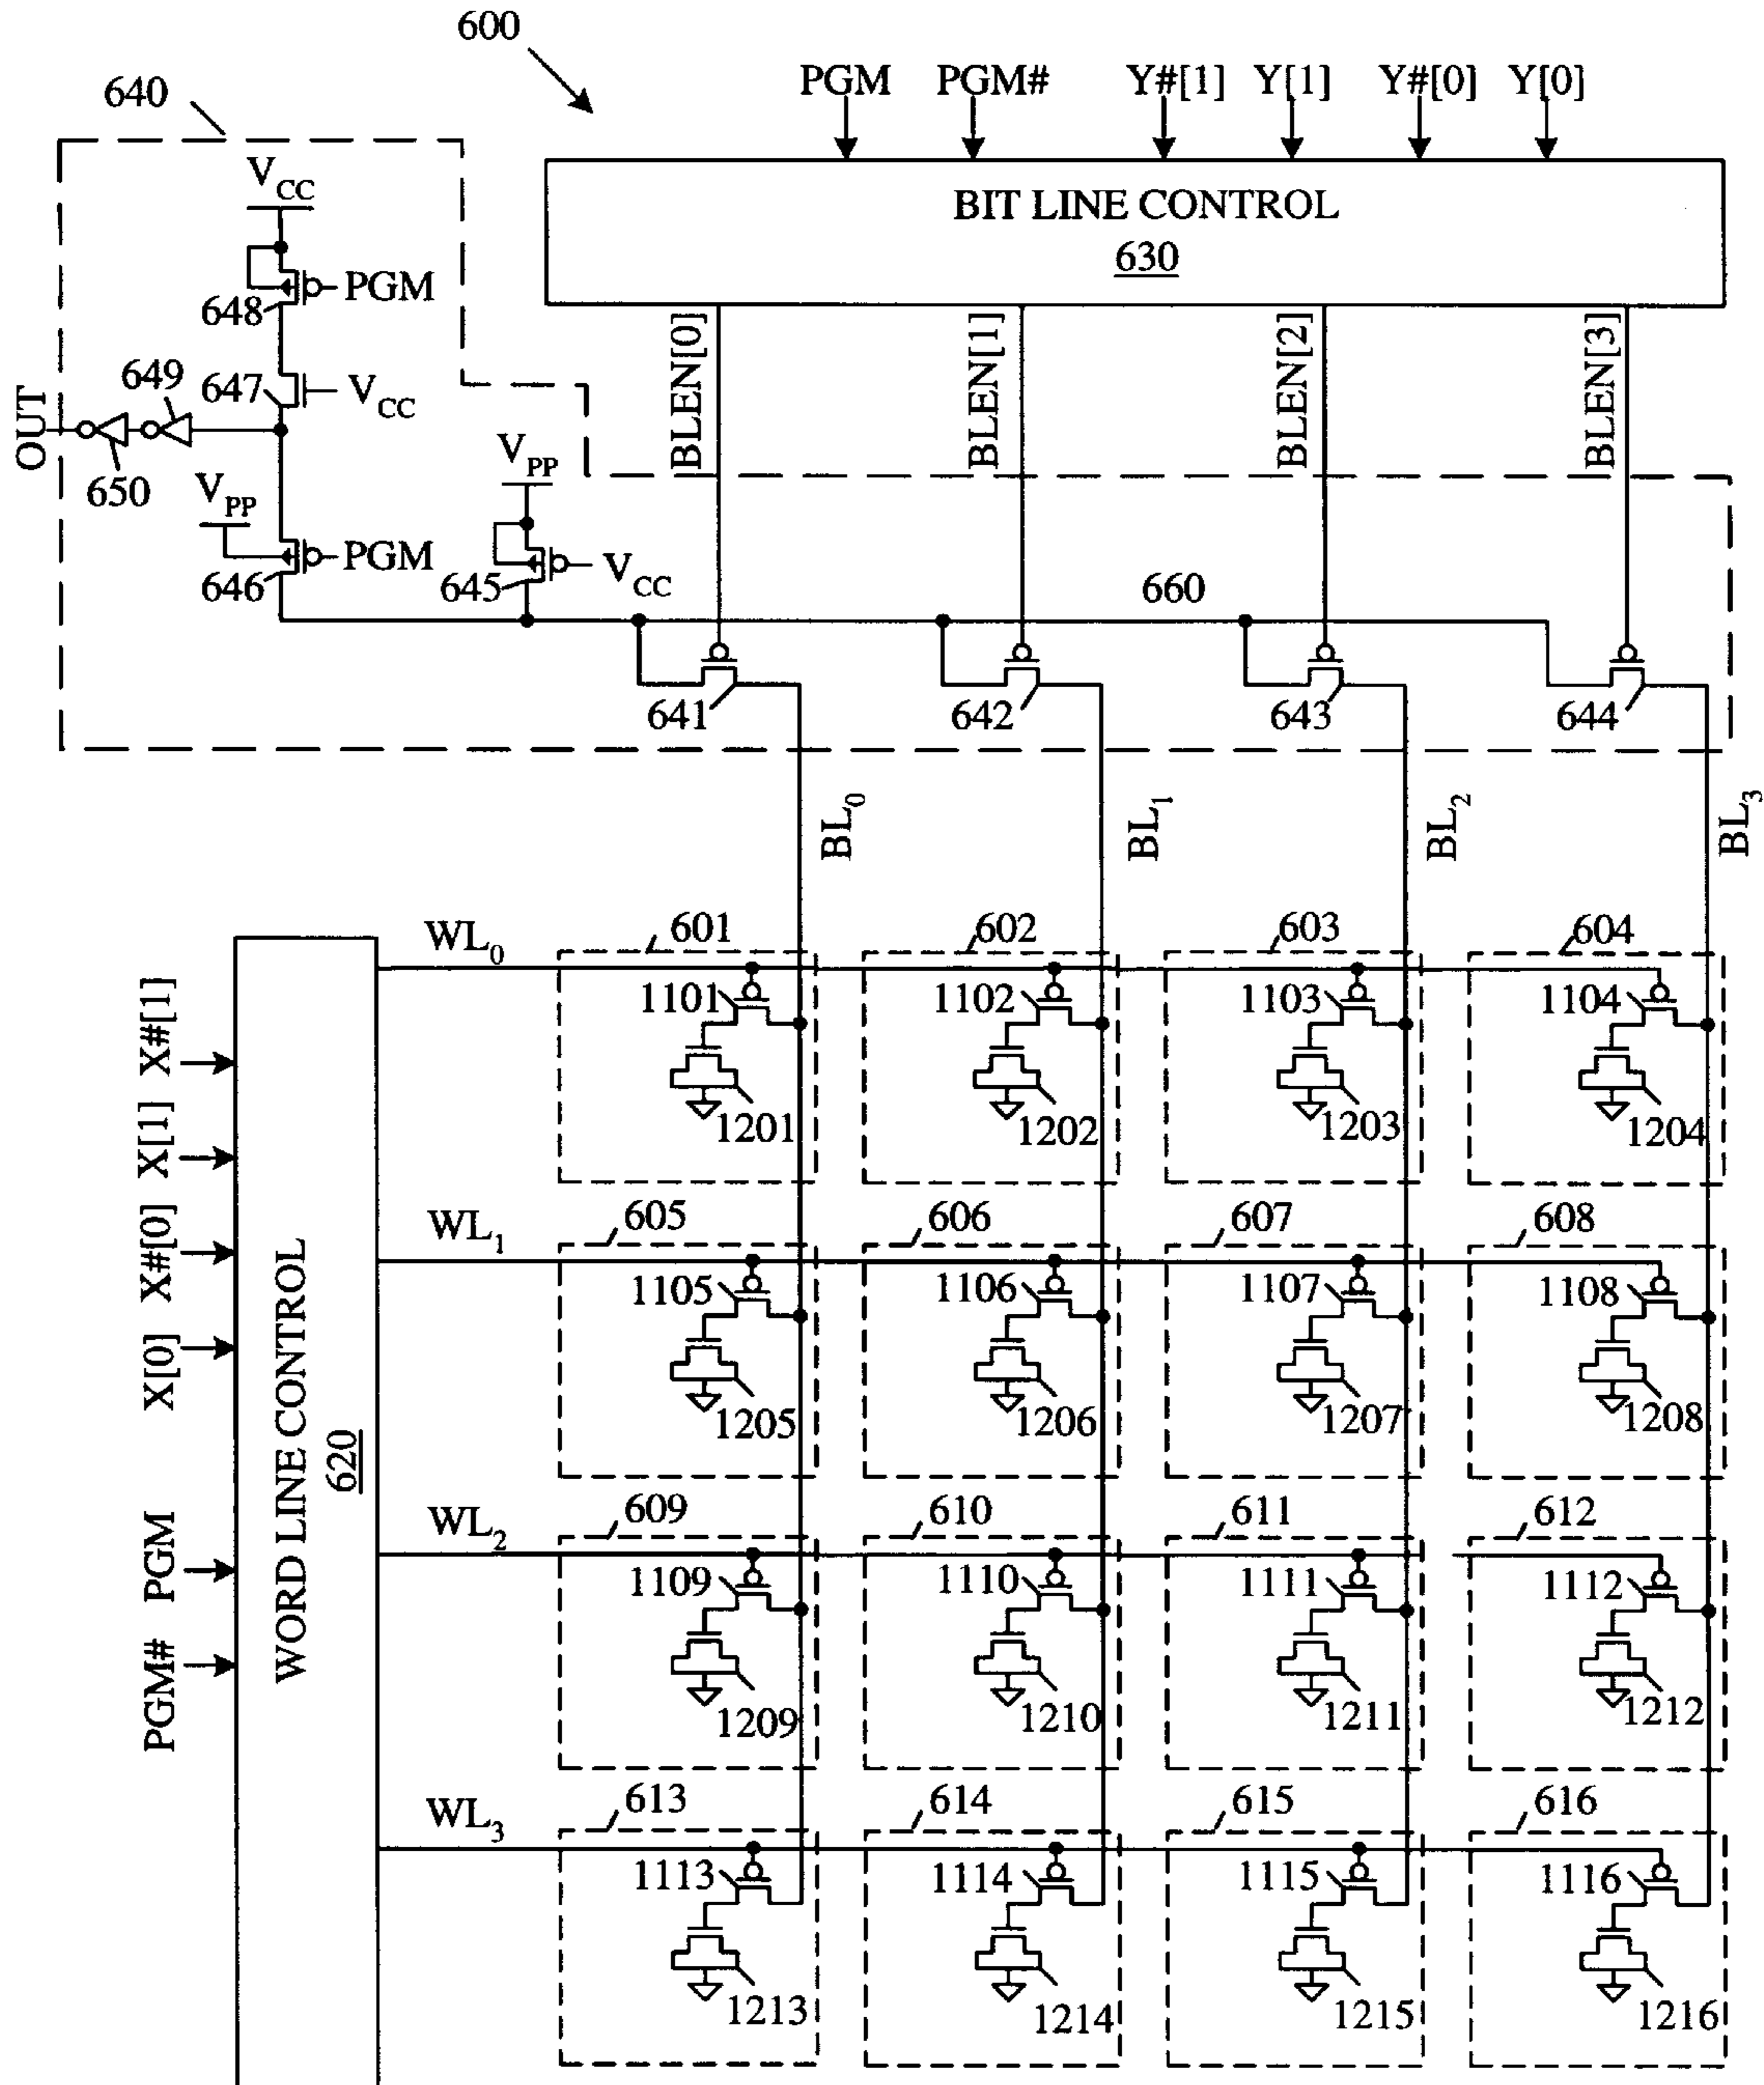 600
640
PGM PGM# Y#[1] Y[1] Y#[0] Y[0]
BIT LINE CONTROL
630
VCC
648
PGM
647
VCC
649
650
OUT
VPP
646
PGM
VPP
645
VCC
BLEN[0]
BLEN[1]
BLEN[2]
BLEN[3]
660
641
642
643
644
BL0
BL1
BL2
BL3
WORD LINE CONTROL
620
X#[1]
X[1]
X#[0]
X[0]
PGM
PGM#
WL0
601 602 603 604
1101 1102 1103 1104
1201 1202 1203 1204
WL1
605 606 607 608
1105 1106 1107 1108
1205 1206 1207 1208
WL2
609 610 611 612
1109 1110 1111 1112
1209 1210 1211 1212
WL3
613 614 615 616
1113 1114 1115 1116
1213 1214 1215 1216